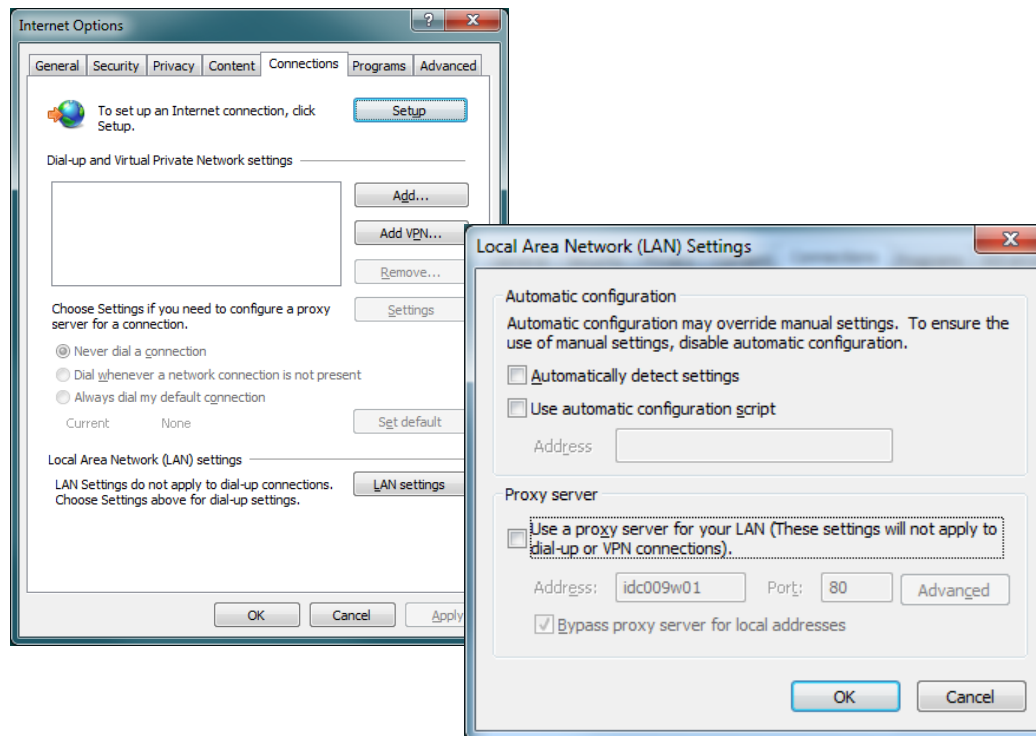 Internet Options
General Security Privacy Content Connections Programs Advanced
To set up an Internet connection, click
Setup.
Setup
Dial-up and Virtual Private Network settings
Add...
Add VPN...
Remove...
Choose Settings if you need to configure a proxy
server for a connection.
Settings
Never dial a connection
Dial whenever a network connection is not present
Always dial my default connection
Current None
Set default
Local Area Network (LAN) settings
LAN Settings do not apply to dial-up connections.
Choose Settings above for dial-up settings.
LAN settings
OK Cancel Apply
Local Area Network (LAN) Settings
Automatic configuration
Automatic configuration may override manual settings. To ensure the
use of manual settings, disable automatic configuration.
Automatically detect settings
Use automatic configuration script
Address
Proxy server
Use a proxy server for your LAN (These settings will not apply to
dial-up or VPN connections).
Address: idc009w01 Port: 80 Advanced
Bypass proxy server for local addresses
OK Cancel